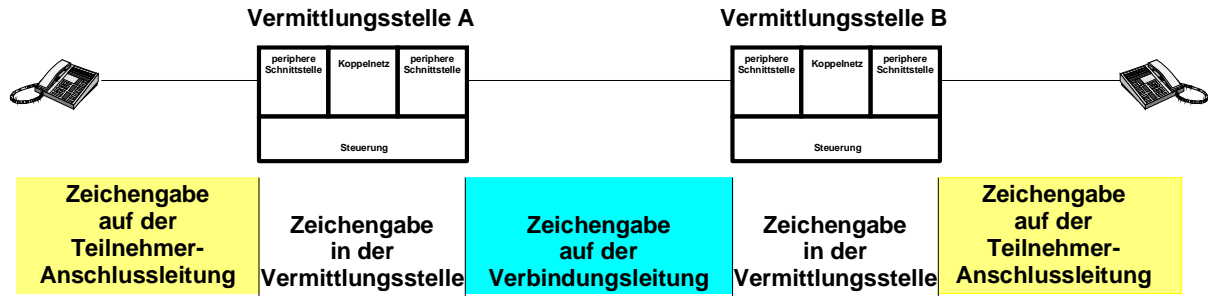 Vermittlungsstelle A
Vermittlungsstelle B
periphere
Schnittstelle
Koppelnetz
periphere
Schnittstelle
Steuerung
periphere
Schnittstelle
Koppelnetz
periphere
Schnittstelle
Steuerung
Zeichengabe
auf der
Teilnehmer-
Anschlussleitung
Zeichengabe
in der
Vermittlungsstelle
Zeichengabe
auf der
Verbindungsleitung
Zeichengabe
in der
Vermittlungsstelle
Zeichengabe
auf der
Teilnehmer-
Anschlussleitung